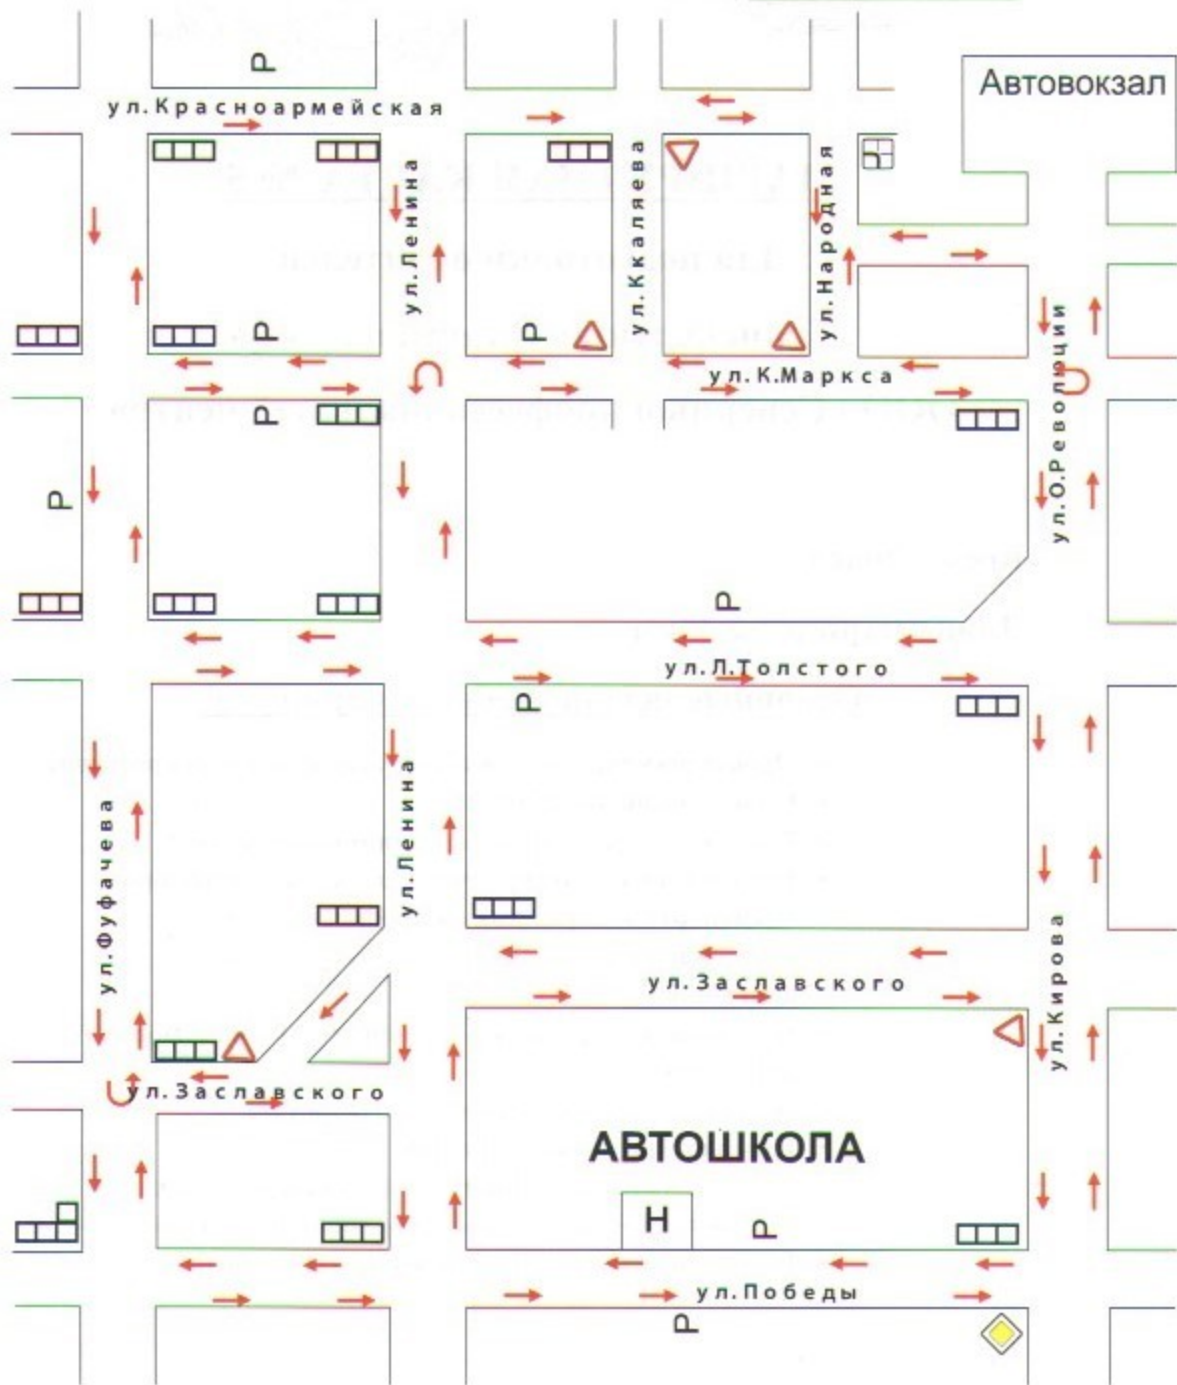 Р
Автовокзал
ул.Красноармейская
ул.Ленина
ул.Ккаляева
ул.Народная
Р
Р
Р
ул.К.Маркса
ул.О.Революции
Р
Р
Р
ул.Л.Толстого
Р
ул.Фуфачева
ул.Ленина
ул.Заславского
ул.Кирова
ул.Заславского
АВТОШКОЛА
Н
Р
ул.Победы
Р